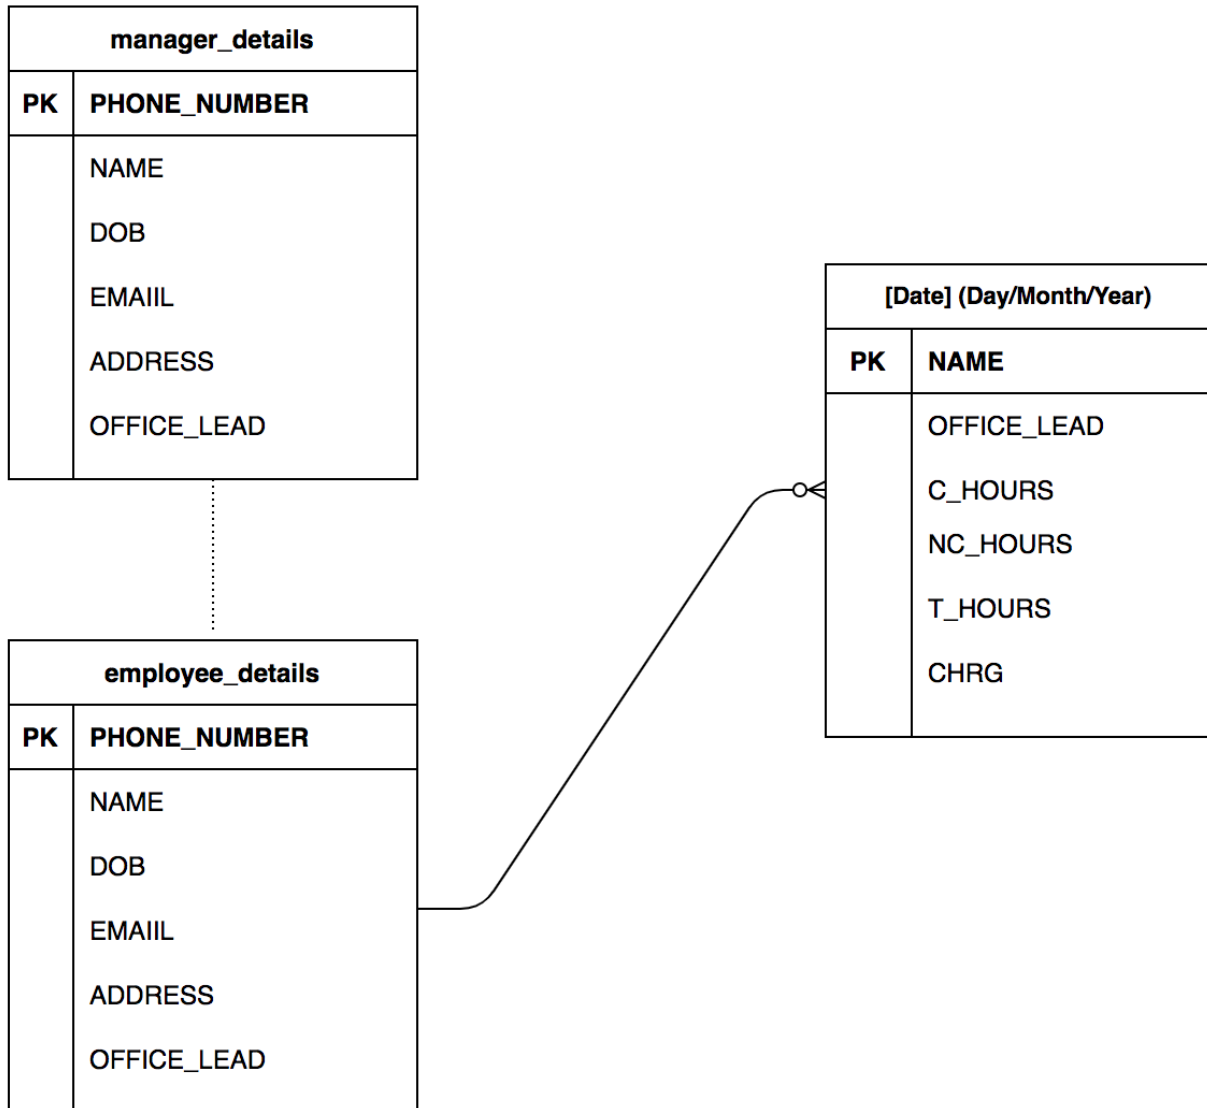 manager_details
PK PHONE_NUMBER
NAME
DOB
EMAIIL
ADDRESS
OFFICE_LEAD
[Date] (Day/Month/Year)
PK NAME
OFFICE_LEAD
C_HOURS
NC_HOURS
T_HOURS
CHRG
employee_details
PK PHONE_NUMBER
NAME
DOB
EMAIIL
ADDRESS
OFFICE_LEAD